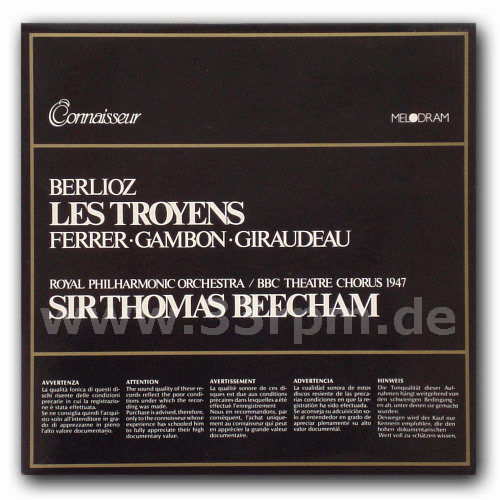 Connaisseur
MELODRAM
BERLIOZ
LES TROYENS
FERRER·GAMBON·GIRAUDEAU
ROYAL PHILHARMONIC ORCHESTRA / BBC THEATRE CHORUS 1947
SIR THOMAS BEECHAM
www.33rpm.de
AVVERTENZA
La qualità fonica di questi di-
schi risente delle condizioni
precarie in cui la registrazio-
ne è stata effettuata.
Se ne consiglia quindi l'acqui-
sto solo all'intenditore in gra-
do di apprezzarne in pieno
l'alto valore documentario.
ATTENTION
The sound quality of these re-
cords reflect the poor condi-
tions under which the recor-
ding was made.
Purchase is advised, therefore,
only to the connoisseur whose
experience has schooled him
to fully appreciate their high
documentary value.
AVERTISSEMENT
La qualité sonore de ces di-
sques est due aux conditions
précaires dans lesquelles a été
effectué l'enregistrement.
Nous en recommandons, par
conséquent, l'achat unique-
ment au connaisseur qui peut
en apprécier la grande valeur
documentaire.
ADVERTENCIA
La cualidad sonora de estos
discos resiente de las preca-
rias condiciones en que la re-
gistration ha sido efectuada.
Se aconseja su adcuisición so-
lo al entendedor en grado de
apreciar plenamente su alto
valor documental.
HINWEIS
Die Tonqualität dieser Auf-
nahmen hängt weitgehend von
den schwierigen Bedingung-
en ab, unter denen sie gemacht
wurden.
Deswegen wird der Kauf nur
Kennern empfohlen, die den
hohen dokumentarischen
Wert voll zu schätzen wissen.